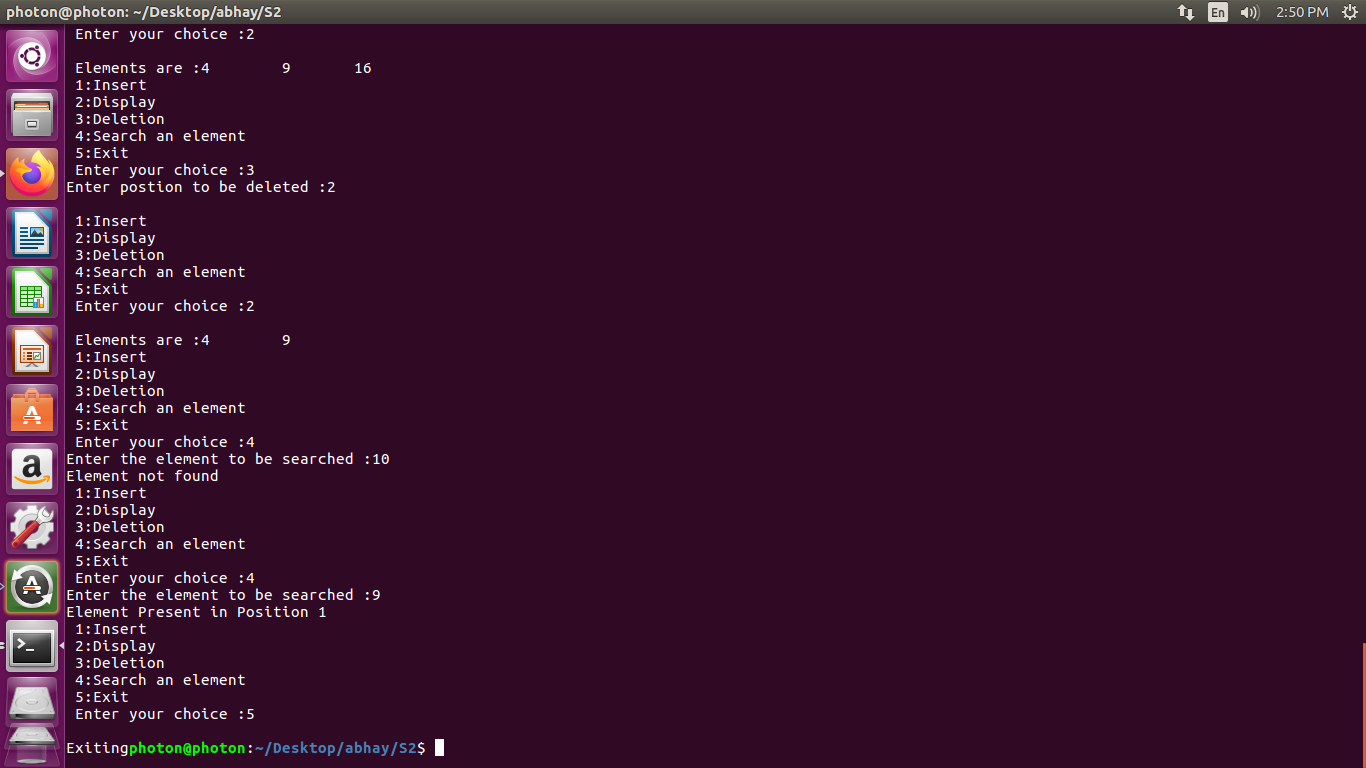 photon@photon: ~/Desktop/abhay/S2
En
2:50 PM
Enter your choice :2
Elements are :4 9 16
1:Insert
2:Display
3:Deletion
4:Search an element
5:Exit
Enter your choice :3
Enter postion to be deleted :2
1:Insert
2:Display
3:Deletion
4:Search an element
5:Exit
Enter your choice :2
Elements are :4 9
1:Insert
2:Display
3:Deletion
4:Search an element
5:Exit
Enter your choice :4
Enter the element to be searched :10
Element not found
1:Insert
2:Display
3:Deletion
4:Search an element
5:Exit
Enter your choice :4
Enter the element to be searched :9
Element Present in Position 1
1:Insert
2:Display
3:Deletion
4:Search an element
5:Exit
Enter your choice :5
Exitingphoton@photon:~/Desktop/abhay/S2$